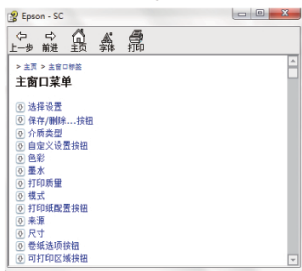 Epson - SC
上一步 前进 主页 字体 打印
> 主页 > 主窗口标签
主窗口菜单
选择设置
保存/删除...按钮
介质类型
自定义设置按钮
色彩
墨水
打印质量
模式
打印纸配置按钮
来源
尺寸
卷纸选项按钮
可打印区域按钮